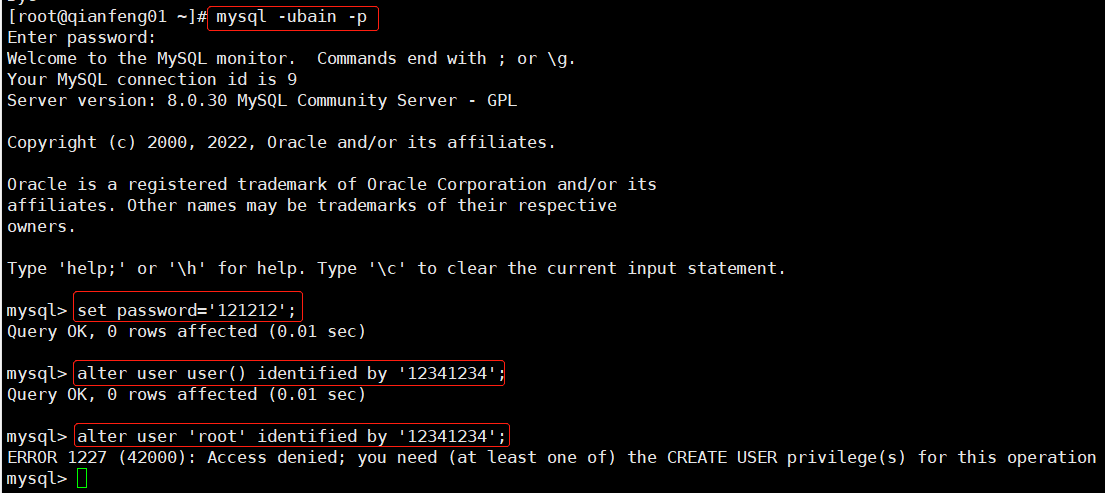 [root@qianfeng01 ~]# mysql -ubain -p
Enter password:
Welcome to the MySQL monitor.  Commands end with ; or \g.
Your MySQL connection id is 9
Server version: 8.0.30 MySQL Community Server - GPL
Copyright (c) 2000, 2022, Oracle and/or its affiliates.
Oracle is a registered trademark of Oracle Corporation and/or its
affiliates. Other names may be trademarks of their respective
owners.
Type 'help;' or '\h' for help. Type '\c' to clear the current input statement.
mysql> set password='121212';
Query OK, 0 rows affected (0.01 sec)
mysql> alter user user() identified by '12341234';
Query OK, 0 rows affected (0.01 sec)
mysql> alter user 'root' identified by '12341234';
ERROR 1227 (42000): Access denied; you need (at least one of) the CREATE USER privilege(s) for this operation
mysql>